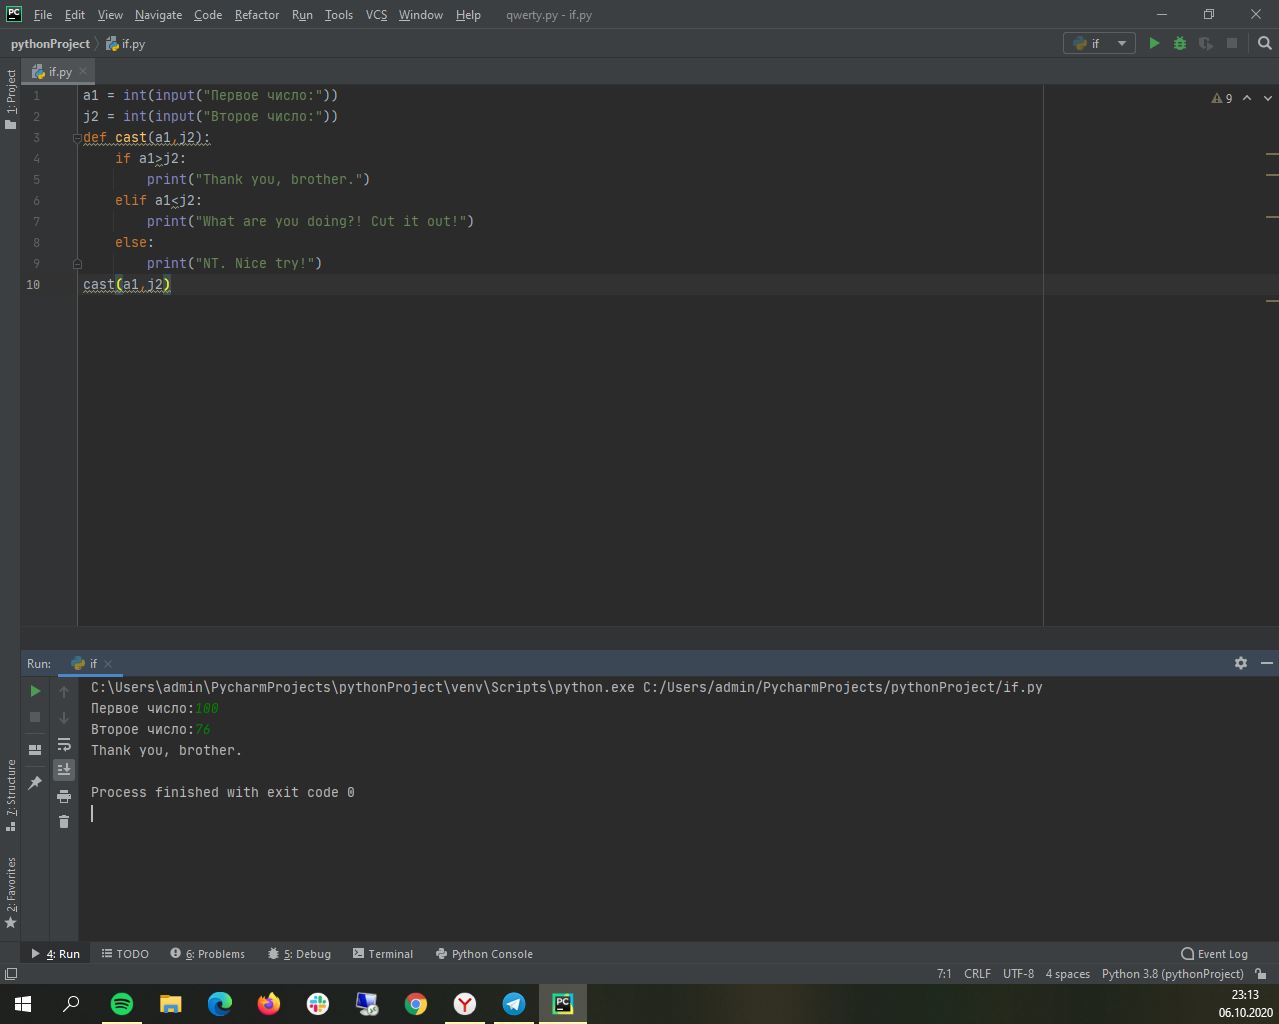 PC File Edit View Navigate Code Refactor Run Tools VCS Window Help qwerty.py - if.py
pythonProject if.py if
1: Project
if.py
1 a1 = int(input("Первое число:"))
2 j2 = int(input("Второе число:"))
3 def cast(a1,j2):
4 if a1>j2:
5 print("Thank you, brother.")
6 elif a1<j2:
7 print("What are you doing?! Cut it out!")
8 else:
9 print("NT. Nice try!")
10 cast(a1,j2)
9
Run: if
C:\Users\admin\PycharmProjects\pythonProject\venv\Scripts\python.exe C:/Users/admin/PycharmProjects/pythonProject/if.py
Первое число:100
Второе число:76
Thank you, brother.
Process finished with exit code 0
7: Structure
2: Favorites
4: Run TODO 6: Problems 5: Debug Terminal Python Console Event Log
7:1 CRLF UTF-8 4 spaces Python 3.8 (pythonProject)
PC
23:13
06.10.2020